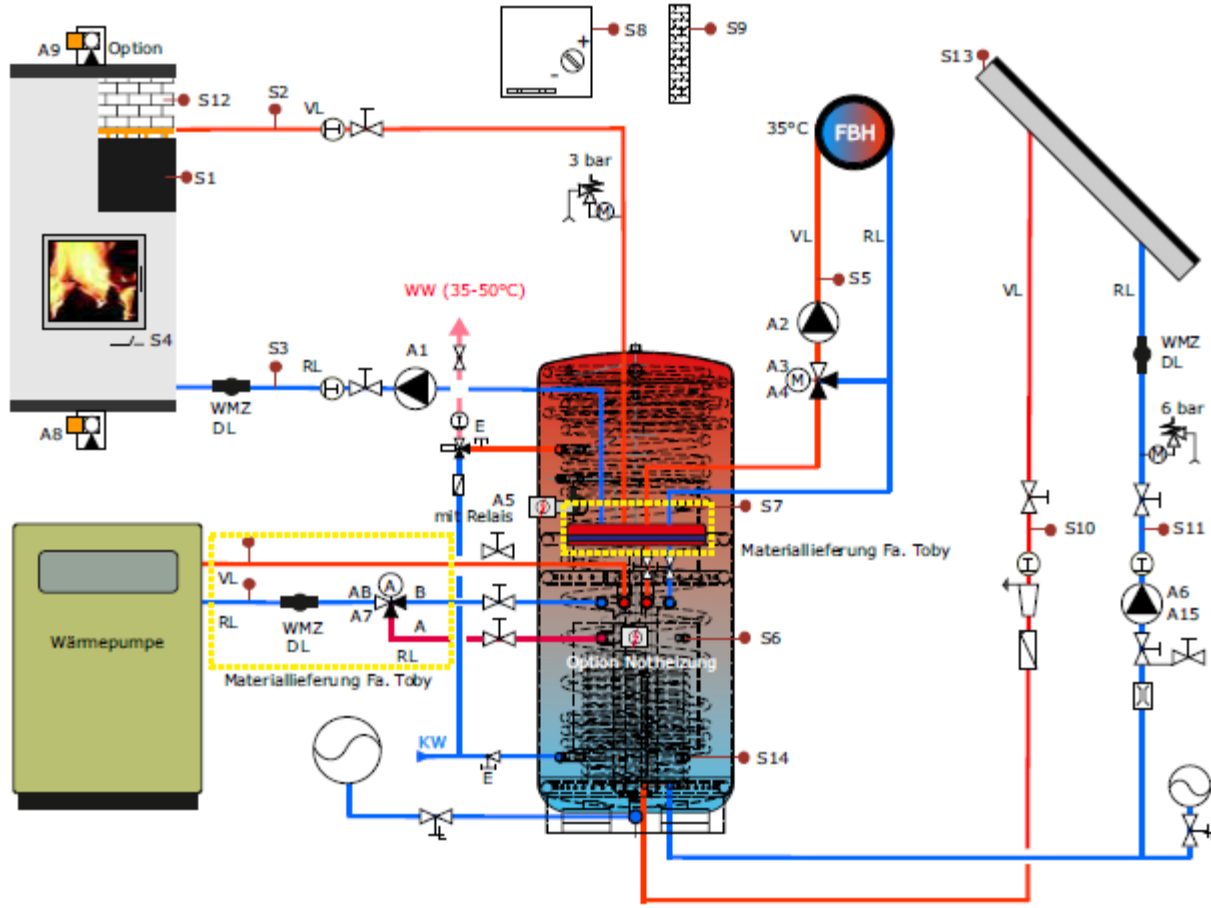 A9
Option
S8
+
-
S9
S13
S12
S2
VL
S1
3 bar
M
35°C
FBH
VL
RL
S5
VL
RL
WW (35-50°C)
S4
S3
RL
A1
A2
A3
M
A4
WMZ
DL
WMZ
DL
6 bar
M
A8
E
A5
mit Relais
S7
Materiallieferung Fa. Toby
S10
S11
VL
RL
WMZ
DL
AB
A
B
A7
A
RL
Wärmepumpe
Materiallieferung Fa. Toby
Option Notheizung
S6
A6
A15
KW
E
S14